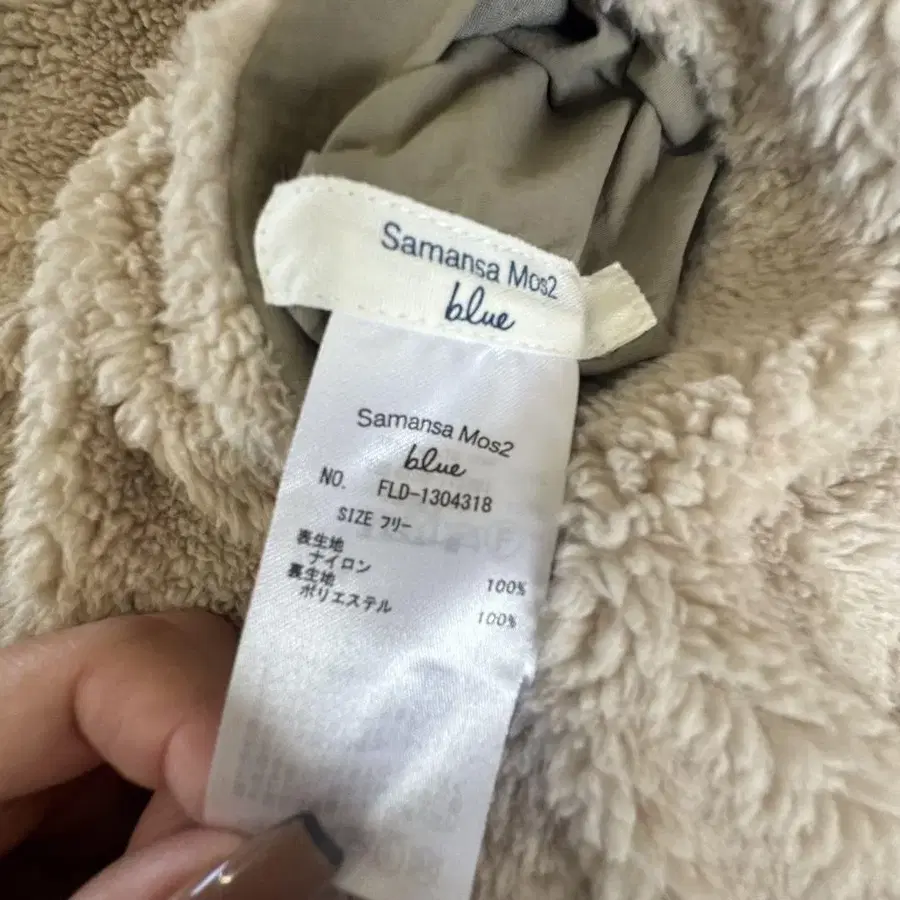 Samansa Mos2
blue
Samansa Mos2
blue
NO. FLD-1304318
SIZE フリー
表生地
ナイロン 100%
裏生地
ポリエステル 100%